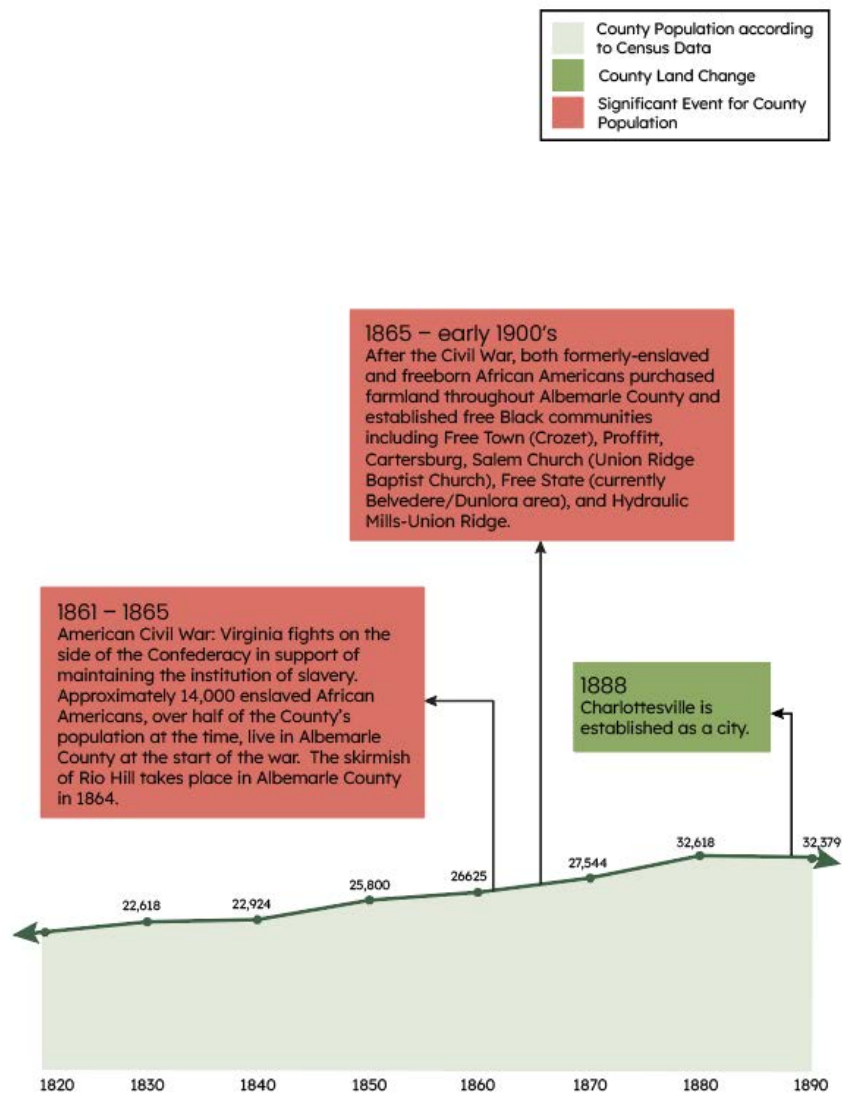 County Population according
to Census Data
County Land Change
Significant Event for County
Population
1865 – early 1900's
After the Civil War, both formerly-enslaved
and freeborn African Americans purchased
farmland throughout Albemarle County and
established free Black communities
including Free Town (Crozet), Proffitt,
Cartersburg, Salem Church (Union Ridge
Baptist Church), Free State (currently
Belvedere/Dunlora area), and Hydraulic
Mills-Union Ridge.
1861 – 1865
American Civil War: Virginia fights on the
side of the Confederacy in support of
maintaining the institution of slavery.
Approximately 14,000 enslaved African
Americans, over half of the County's
population at the time, live in Albemarle
County at the start of the war.  The skirmish
of Rio Hill takes place in Albemarle County
in 1864.
1888
Charlottesville is
established as a city.
22,618
22,924
25,800
26625
27,544
32,618
32,379
1820 1830 1840 1850 1860 1870 1880 1890